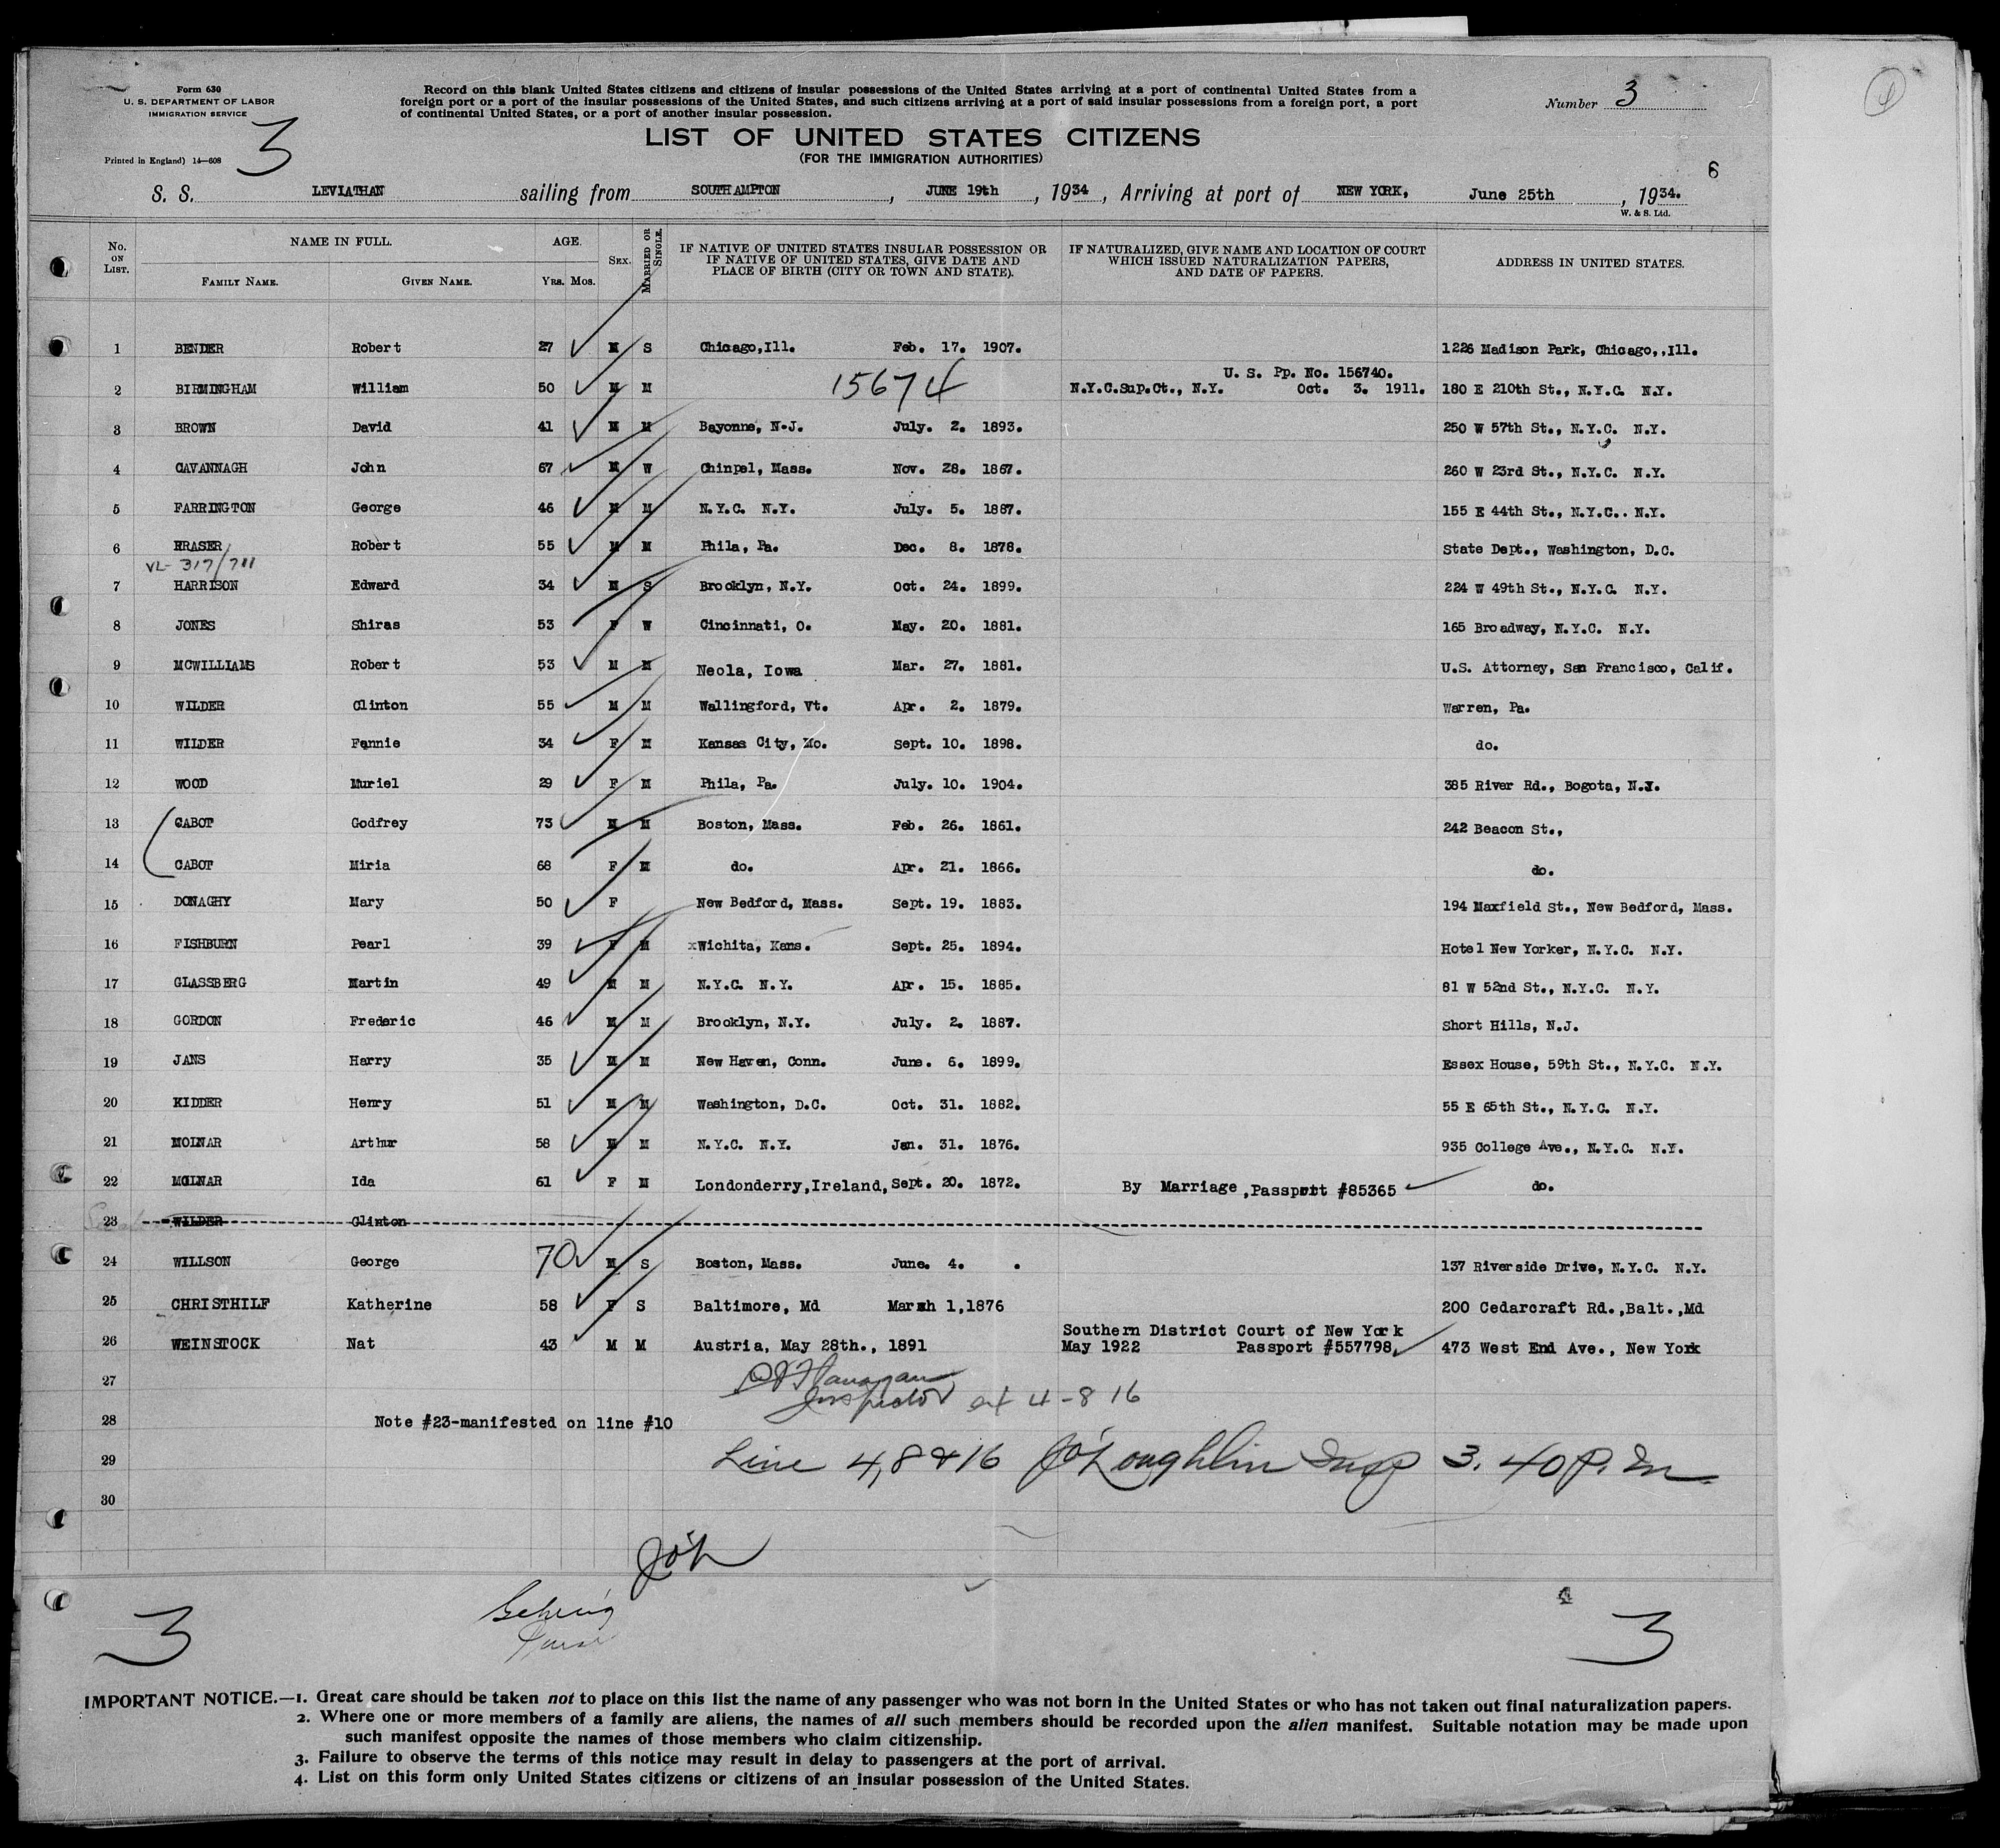 Form 630
U. S. DEPARTMENT OF LABOR
IMMIGRATION SERVICE
3
Printed in England) 14—608
Record on this blank United States citizens and citizens of insular possessions of the United States arriving at a port of continental United States from a
foreign port or a port of the insular possessions of the United States, and such citizens arriving at a port of said insular possessions from a foreign port, a port
of continental United States, or a port of another insular possession.
Number 3
LIST OF UNITED STATES CITIZENS
(FOR THE IMMIGRATION AUTHORITIES)
6
S. S. LEVIATHAN sailing from SOUTHAMPTON, JUNE 19th, 1934, Arriving at port of NEW YORK, June 25th, 1934.
W. & S. Ltd.
No. ON LIST. NAME IN FULL. FAMILY NAME. GIVEN NAME. AGE. YRS. MOS. SEX. MARRIED OR SINGLE. IF NATIVE OF UNITED STATES INSULAR POSSESSION OR IF NATIVE OF UNITED STATES, GIVE DATE AND PLACE OF BIRTH (CITY OR TOWN AND STATE). IF NATURALIZED, GIVE NAME AND LOCATION OF COURT WHICH ISSUED NATURALIZATION PAPERS, AND DATE OF PAPERS. ADDRESS IN UNITED STATES.
1 BENDER Robert 27 M S Chicago,Ill. Feb. 17. 1907. 1226 Madison Park, Chicago,,Ill.
U. S. Pp. No. 156740.
2 BIRMINGHAM William 50 M M 15674 N.Y.C.Sup.Ct., N.Y. Oct. 3. 1911. 180 E 210th St., N.Y.C. N.Y.
3 BROWN David 41 M M Bayonne, N.J. July. 2. 1893. 250 W 57th St., N.Y.C. N.Y.
4 CAVANNAGH John 67 M W Chinpel, Mass. Nov. 28. 1867. 260 W 23rd St., N.Y.C. N.Y.
5 FARRINGTON George 46 M M N.Y.C. N.Y. July. 5. 1887. 155 E 44th St., N.Y.C.. N.Y.
6 FRASER Robert 55 M M Phila, Pa. Dec. 8. 1878. State Dept., Washington, D.C.
VL- 317/711
7 HARRISON Edward 34 M S Brooklyn, N.Y. Oct. 24. 1899. 224 W 49th St., N.Y.C. N.Y.
8 JONES Shiras 53 F W Cincinnati, O. May. 20. 1881. 165 Broadway, N.Y.C. N.Y.
9 MCWILLIAMS Robert 53 M M Neola, Iowa Mar. 27. 1881. U.S. Attorney, San Francisco, Calif.
10 WILDER Clinton 55 M M Wallingford, Vt. Apr. 2. 1879. Warren, Pa.
11 WILDER Fannie 34 F M Kansas City, Mo. Sept. 10. 1898. do.
12 WOOD Muriel 29 F M Phila, Pa. July. 10. 1904. 385 River Rd., Bogota, N.J.
13 CABOT Godfrey 73 M M Boston, Mass. Feb. 26. 1861. 242 Beacon St.,
14 CABOT Miria 68 F M do. Apr. 21. 1866. do.
15 DONAGHY Mary 50 F New Bedford, Mass. Sept. 19. 1883. 194 Maxfield St., New Bedford, Mass.
16 FISHBURN Pearl 39 F M xWichita, Kans. Sept. 25. 1894. Hotel New Yorker, N.Y.C. N.Y.
17 GLASSBERG Martin 49 M M N.Y.C. N.Y. Apr. 15. 1885. 81 W 52nd St., N.Y.C. N.Y.
18 GORDON Frederic 46 M M Brooklyn, N.Y. July. 2. 1887. Short Hills, N.J.
19 JANS Harry 35 M M New Haven, Conn. June. 6. 1899. Essex House, 59th St., N.Y.C. N.Y.
20 KIDDER Henry 51 M M Washington, D.C. Oct. 31. 1882. 55 E 65th St., N.Y.C. N.Y.
21 MOLNAR Arthur 58 M M N.Y.C. N.Y. Jan. 31. 1876. 935 College Ave., N.Y.C. N.Y.
22 MOLNAR Ida 61 F M Londonderry,Ireland, Sept. 20. 1872. By Marriage,Passport #85365 do.
23 WILDER Clinton
24 WILLSON George 70 M S Boston, Mass. June. 4. . 137 Riverside Drive, N.Y.C. N.Y.
25 CHRISTHILF Katherine 58 F S Baltimore, Md March 1,1876 200 Cedarcraft Rd.,Balt.,Md
Southern District Court of New York
26 WEINSTOCK Nat 43 M M Austria, May 28th., 1891 May 1922 Passport #557798 473 West End Ave., New York
27 Flanagan
Inspector ex 4-8 16
28 Note #23-manifested on line #10
29 Line 4,8 & 16 J O'Loughlin Insp 3.40 P.M.
30
JO'L
4
3 3
IMPORTANT NOTICE.—1. Great care should be taken not to place on this list the name of any passenger who was not born in the United States or who has not taken out final naturalization papers.
2. Where one or more members of a family are aliens, the names of all such members should be recorded upon the alien manifest. Suitable notation may be made upon
such manifest opposite the names of those members who claim citizenship.
3. Failure to observe the terms of this notice may result in delay to passengers at the port of arrival.
4. List on this form only United States citizens or citizens of an insular possession of the United States.